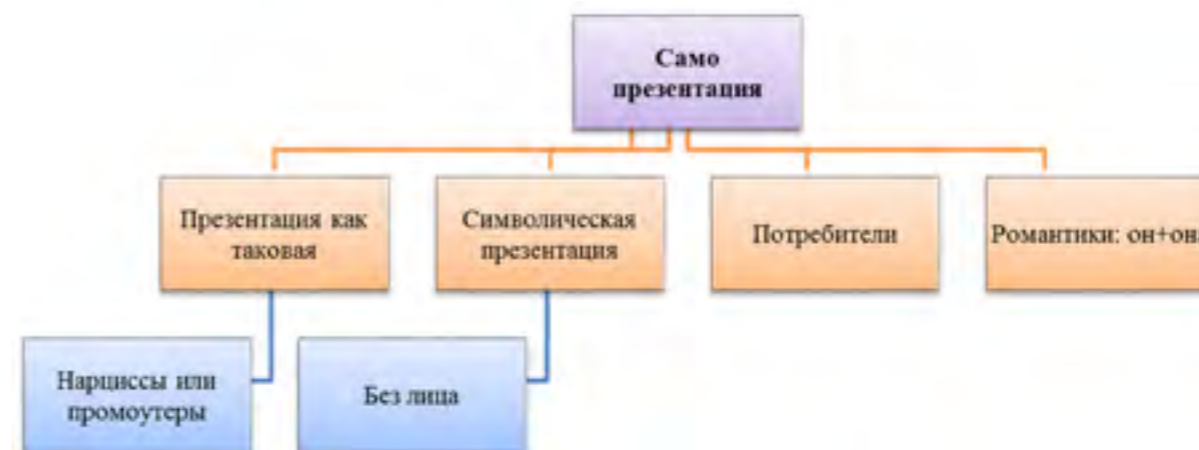 Само
презентация
Презентация как
таковая
Символическая
презентация
Потребители
Романтики: он+она
Нарциссы или
промоутеры
Без лица